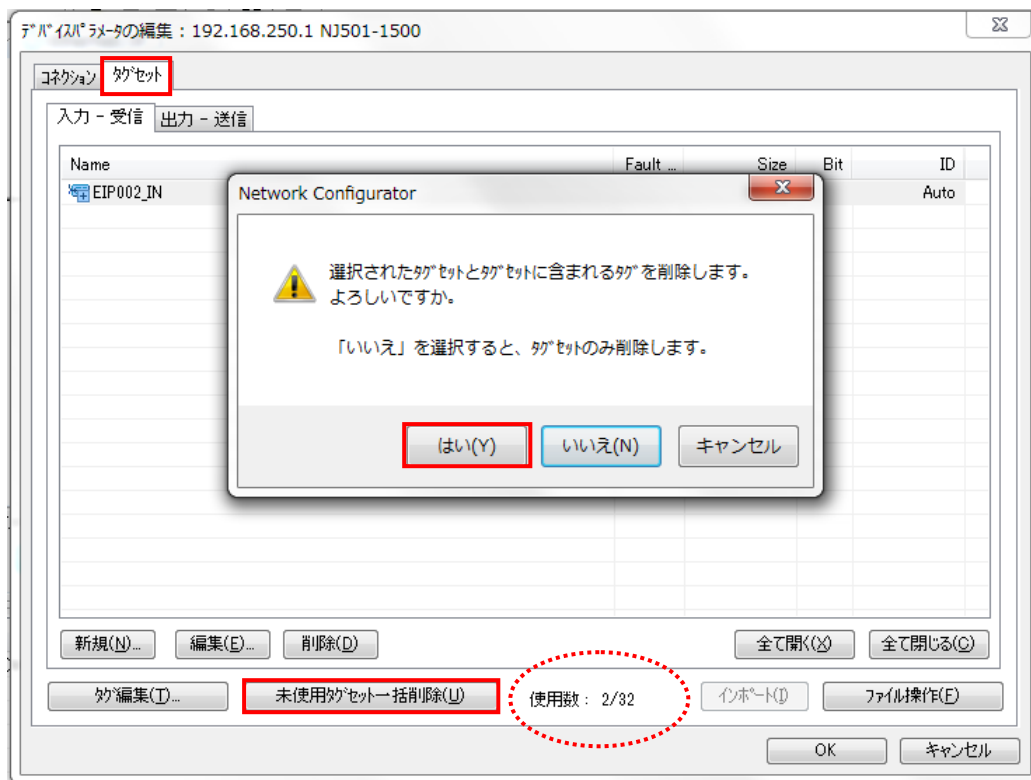 ﾃﾞﾊﾞｲｽﾊﾟﾗﾒｰﾀの編集：192.168.250.1 NJ501-1500
ｺﾈｸｼｮﾝ ﾀｸﾞｾｯﾄ
入力 - 受信 出力 - 送信
Name Fault ... Size Bit ID
EIP002_IN Auto
Network Configurator
選択されたﾀｸﾞｾｯﾄとﾀｸﾞｾｯﾄに含まれるﾀｸﾞを削除します。
よろしいですか。
「いいえ」を選択すると、ﾀｸﾞｾｯﾄのみ削除します。
はい(Y) いいえ(N) キャンセル
新規(N)... 編集(E)... 削除(D) 全て開く(X) 全て閉じる(C)
ﾀｸﾞ編集(T)... 未使用ﾀｸﾞｾｯﾄ一括削除(U) 使用数： 2/32 ｲﾝﾎﾟｰﾄ(I) ﾌｧｲﾙ操作(F)
OK キャンセル